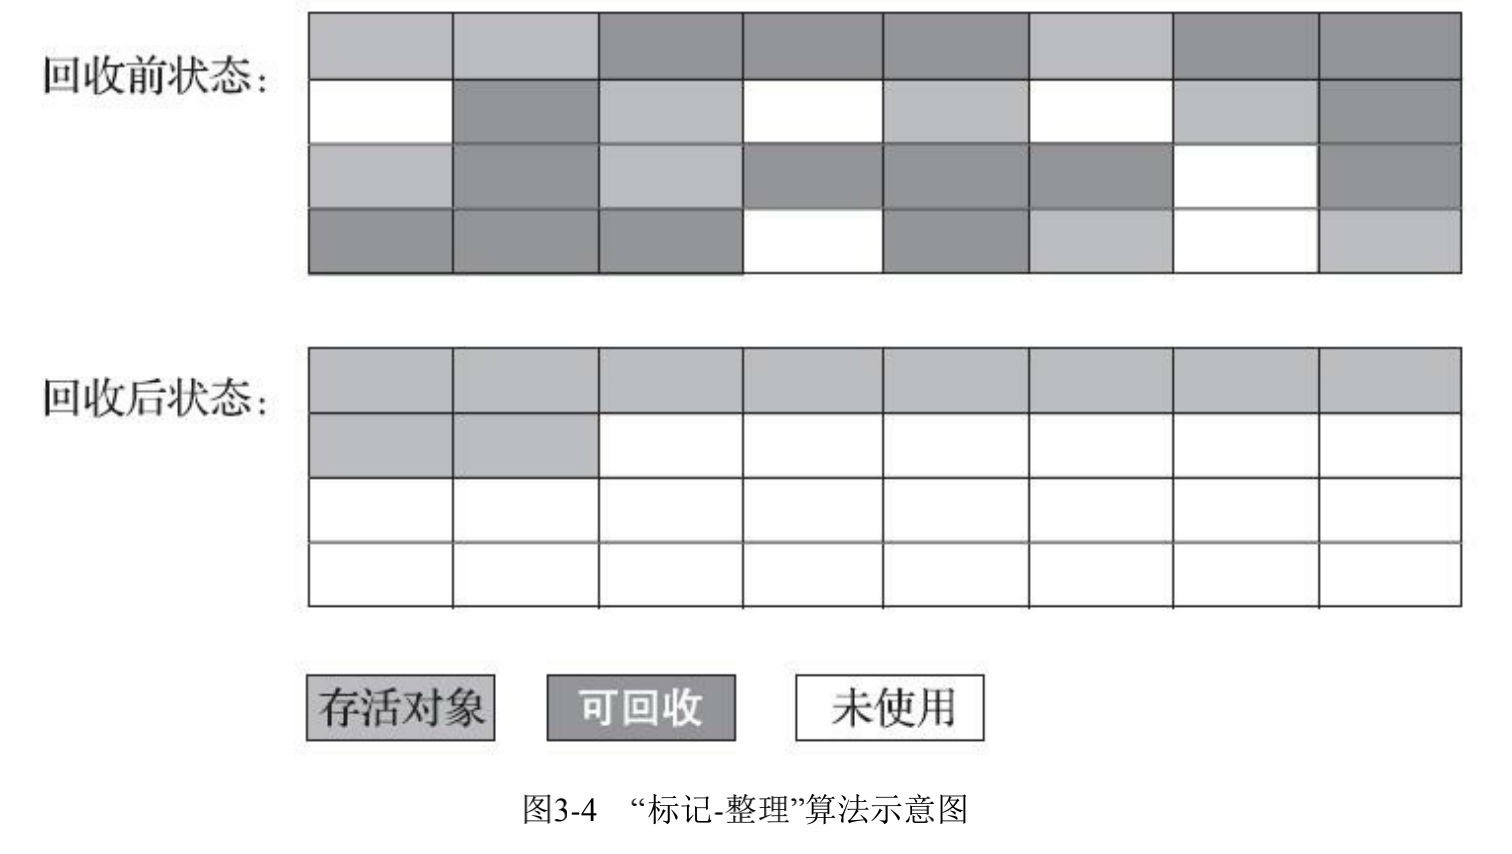 回收前状态：
回收后状态：
存活对象 可回收 未使用
图3-4 “标记-整理”算法示意图